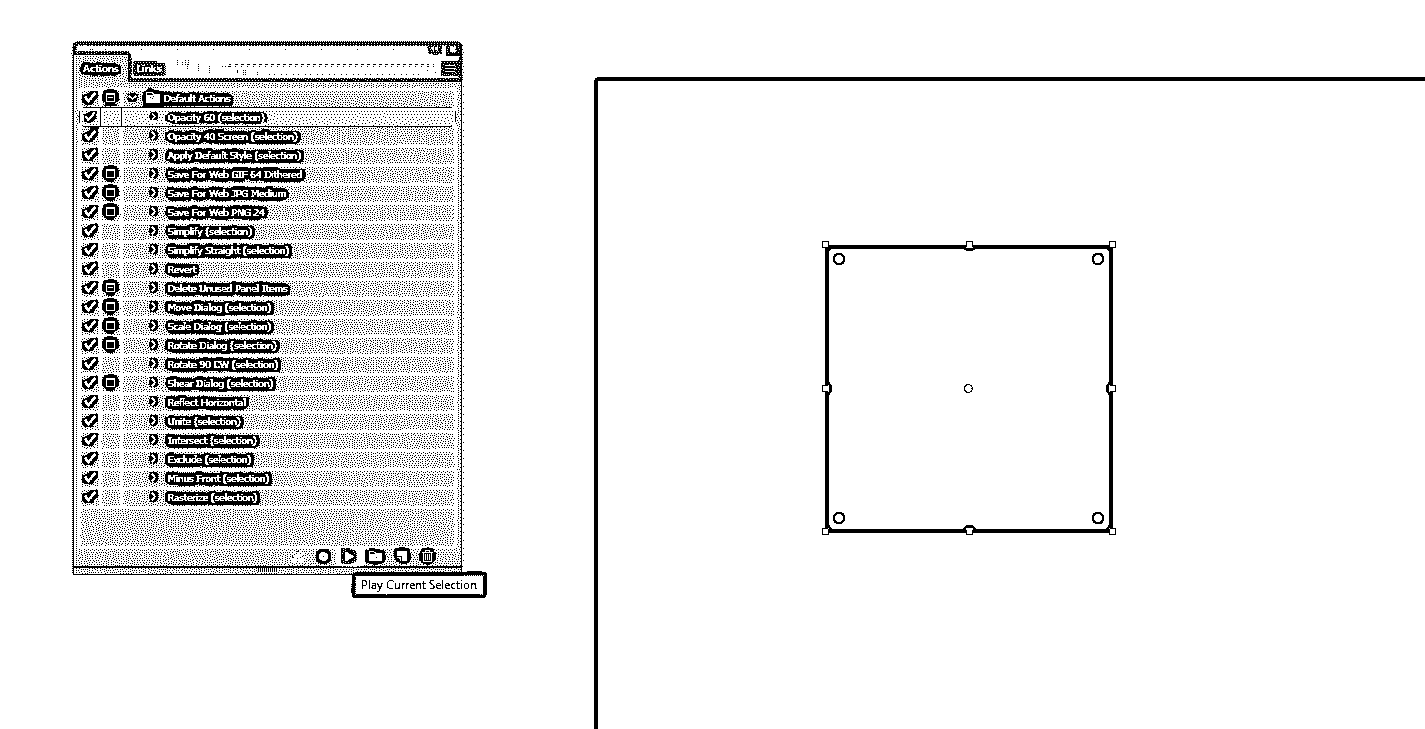 Actions Links
Default Actions
Opacity 60 (selection)
Opacity 40 Screen (selection)
Apply Default Style (selection)
Save For Web GIF 64 Dithered
Save For Web JPG Medium
Save For Web PNG 24
Simplify (selection)
Simplify Straight (selection)
Revert
Delete Unused Panel Items
Move Dialog (selection)
Scale Dialog (selection)
Rotate Dialog (selection)
Rotate 90 CW (selection)
Shear Dialog (selection)
Reflect Horizontal
Unite (selection)
Intersect (selection)
Exclude (selection)
Minus Front (selection)
Rasterize (selection)
Play Current Selection